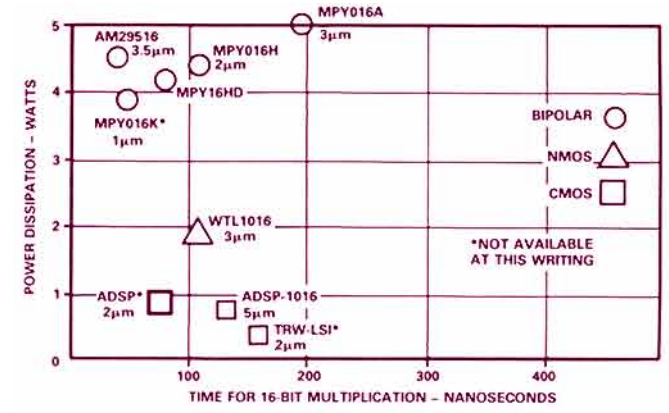 POWER DISSIPATION – WATTS
5
4
3
2
1
0
MPY016A
3μm
AM29516
3.5μm
MPY016H
2μm
MPY16HD
MPY016K*
1μm
BIPOLAR
NMOS
CMOS
WTL1016
3μm
*NOT AVAILABLE
AT THIS WRITING
ADSP*
2μm
ADSP-1016
5μm
TRW-LSI*
2μm
100
200
300
400
TIME FOR 16-BIT MULTIPLICATION – NANOSECONDS